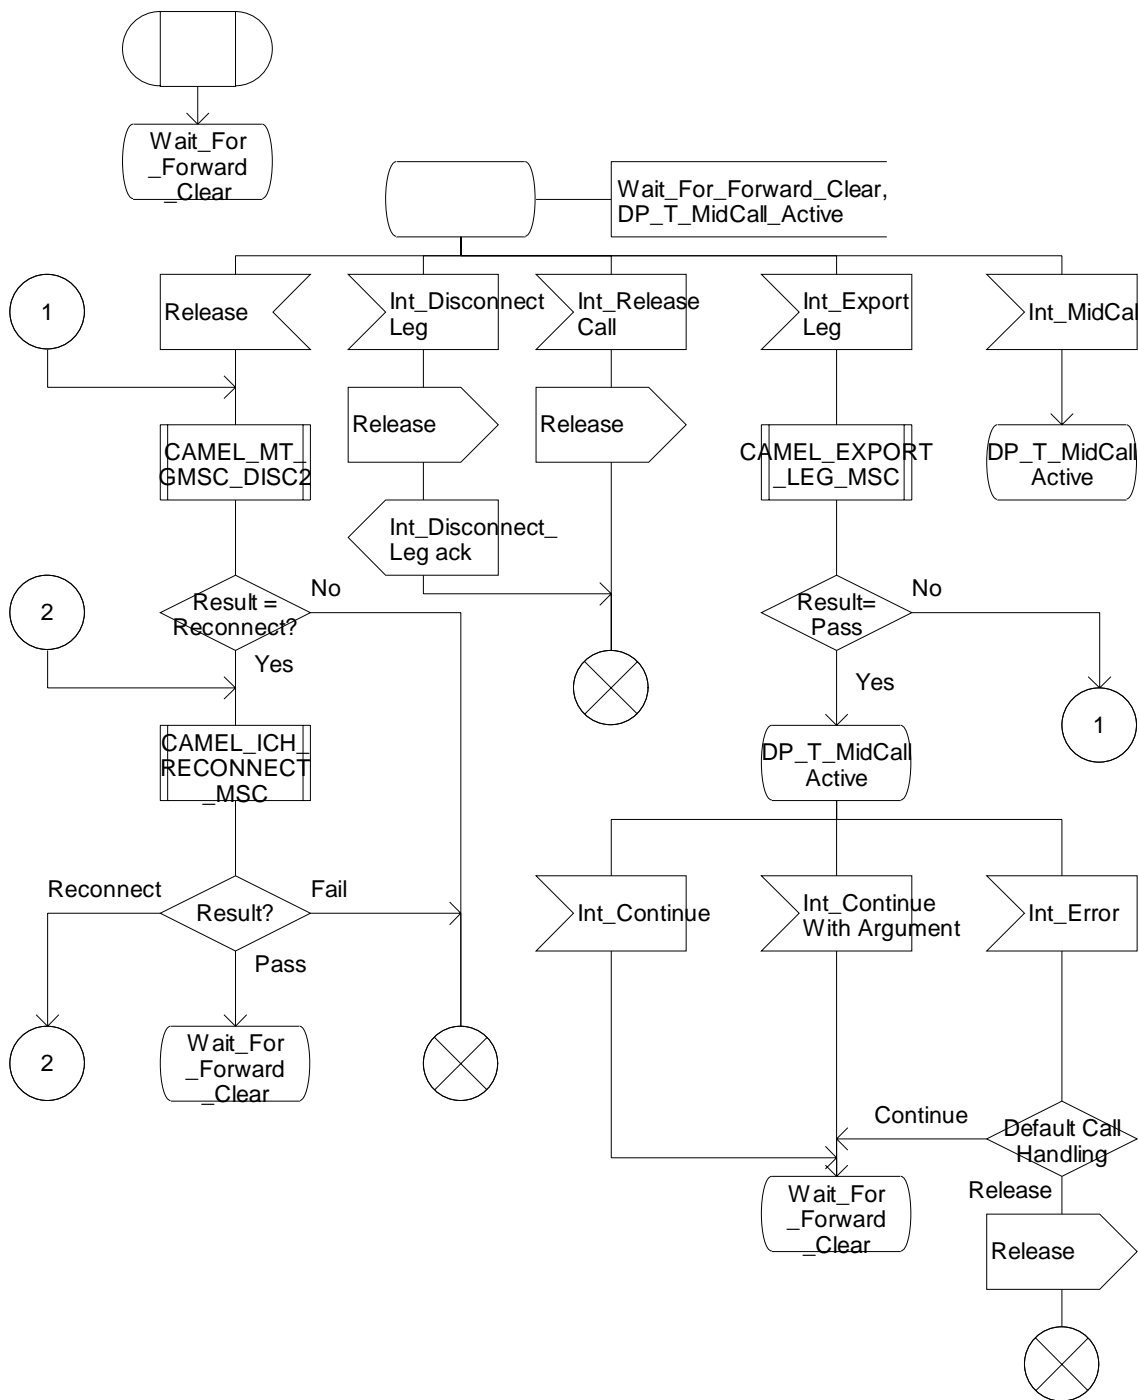 Wait_For
_Forward
_Clear
Wait_For_Forward_Clear,
DP_T_MidCall_Active
1
Release
Int_Disconnect
Leg
Int_Release
Call
Int_Export
Leg
Int_MidCal
Release
Release
CAMEL_MT_
GMSC_DISC2
CAMEL_EXPORT
_LEG_MSC
DP_T_MidCall
Active
Int_Disconnect_
Leg ack
2
Result =
Reconnect?
No
Yes
Result=
Pass
No
Yes
1
CAMEL_ICH_
RECONNECT
_MSC
DP_T_MidCall
Active
Reconnect
Result?
Fail
Pass
Int_Continue
Int_Continue
With Argument
Int_Error
2
Wait_For
_Forward
_Clear
Continue
Default Call
Handling
Release
Wait_For
_Forward
_Clear
Release